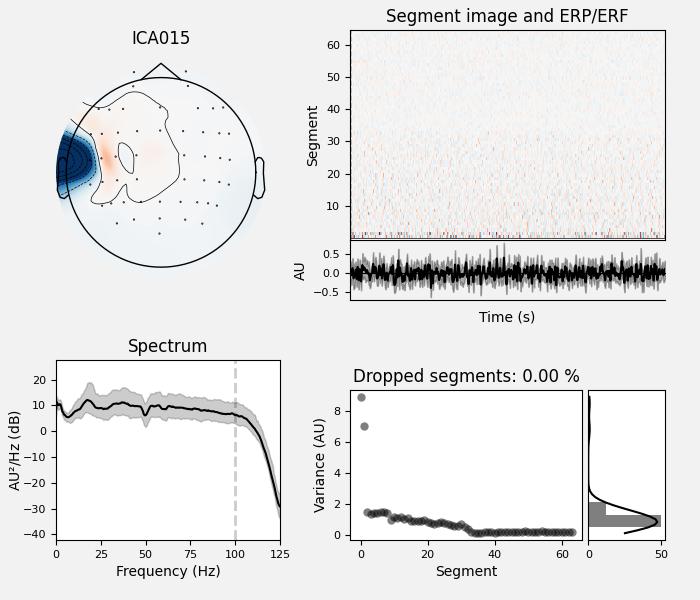 ICA015
Segment image and ERP/ERF
Segment
60
50
40
30
20
10
AU
0.5
0.0
−0.5
Time (s)
Spectrum
AU²/Hz (dB)
20
10
0
−10
−20
−30
−40
0 25 50 75 100 125
Frequency (Hz)
Dropped segments: 0.00 %
Variance (AU)
8
6
4
2
0
0 20 40 60
Segment
0 50